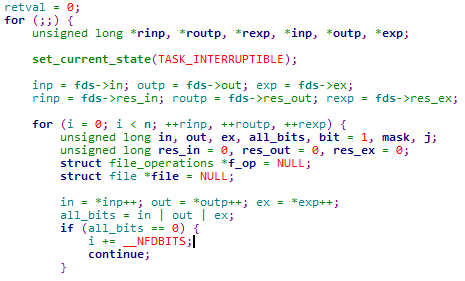 retval = 0;
for (;;) {
unsigned long *rinp, *routp, *rexp, *inp, *outp, *exp;
set_current_state(TASK_INTERRUPTIBLE);
inp = fds->in; outp = fds->out; exp = fds->ex;
rinp = fds->res_in; routp = fds->res_out; rexp = fds->res_ex;
for (i = 0; i < n; ++rinp, ++routp, ++rexp) {
unsigned long in, out, ex, all_bits, bit = 1, mask, j;
unsigned long res_in = 0, res_out = 0, res_ex = 0;
struct file_operations *f_op = NULL;
struct file *file = NULL;
in = *inp++; out = *outp++; ex = *exp++;
all_bits = in | out | ex;
if (all_bits == 0) {
i += __NFDBITS;
continue;
}